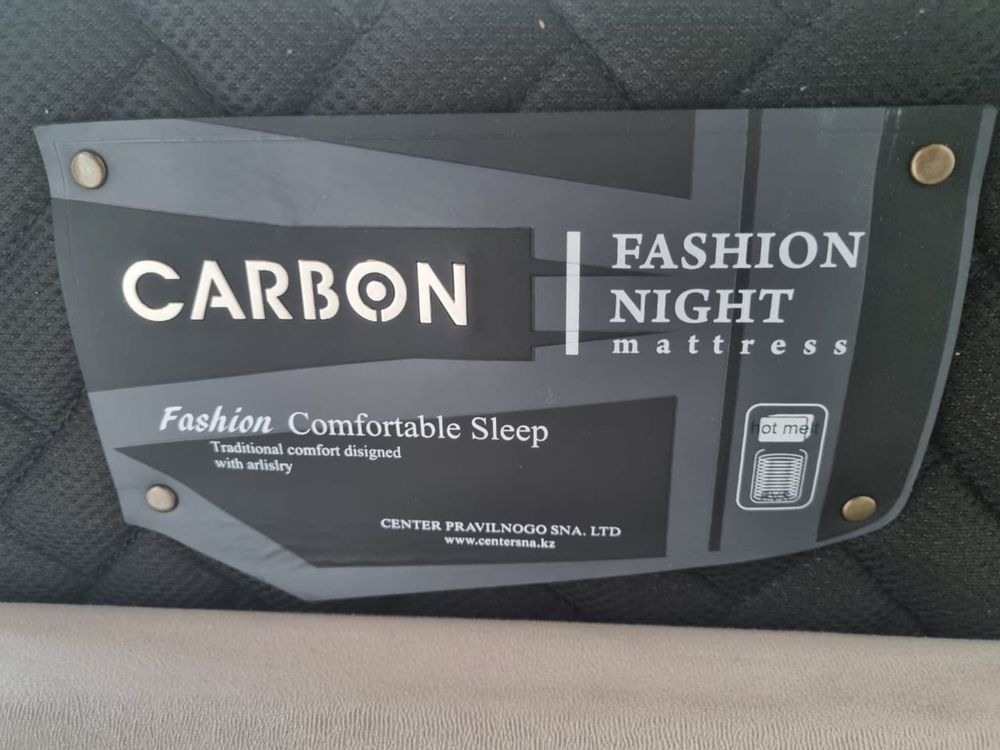 CARBON
FASHION
NIGHT
mattress
Fashion Comfortable Sleep
Traditional comfort disigned
with arlislry
hot melt
CENTER PRAVILNOGO SNA. LTD
www.centersna.kz